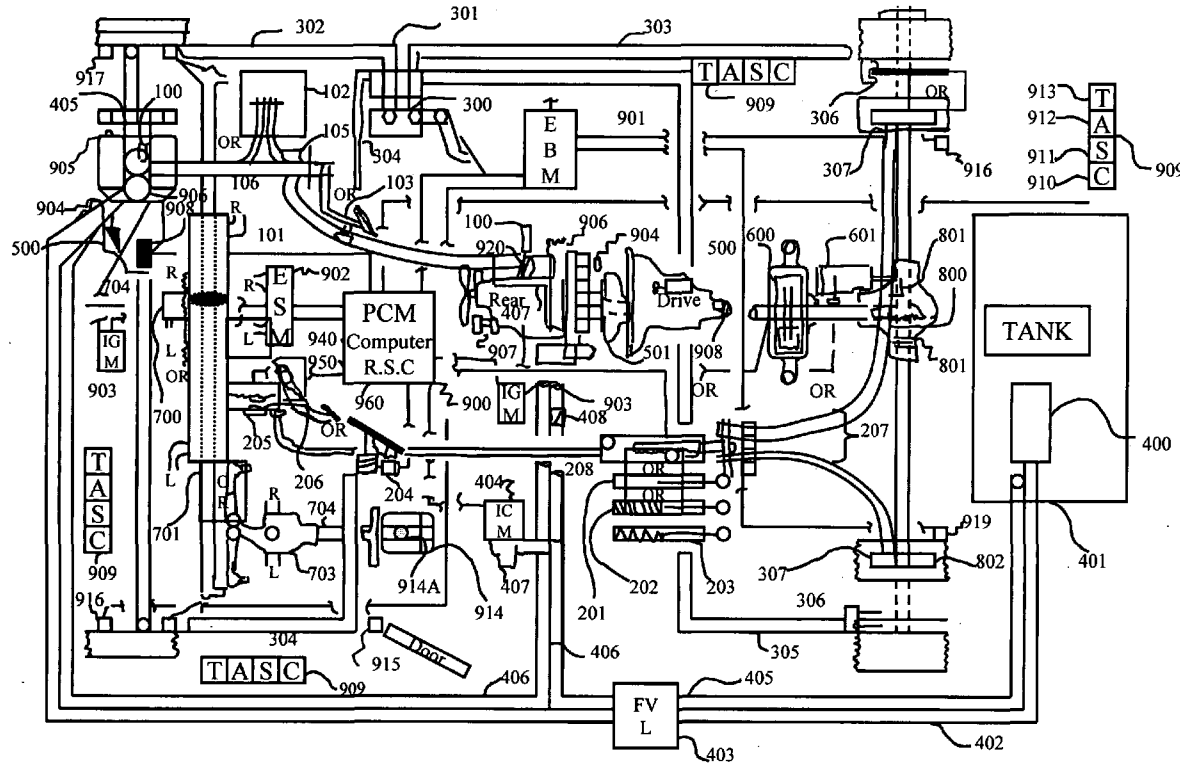 302
301
303
917
405
100
102
OR
105
300
304
E
B
M
901
T A S C
909
306
OR
307
916
913
912
911
910
T
A
S
C
909
905
106
906
904
908
500
704
OR
103
R
R
101
100
920
906
904
Rear
407
907
501
Drive
908
500
600
601
801
800
801
TANK
R
E
S
M
902
L
L
OR
IG
M
903
700
PCM
Computer
R.S.C
940
950
960
900
IG
M
903
408
OR
OR
400
205
206
OR
204
208
207
T
A
S
C
909
L
701
O
R
R
704
L
703
404
IC
M
407
914A
914
OR
OR
201
202
203
919
307
802
401
916
304
915
Door
406
306
305
T A S C
909
406
405
FV
L
403
402